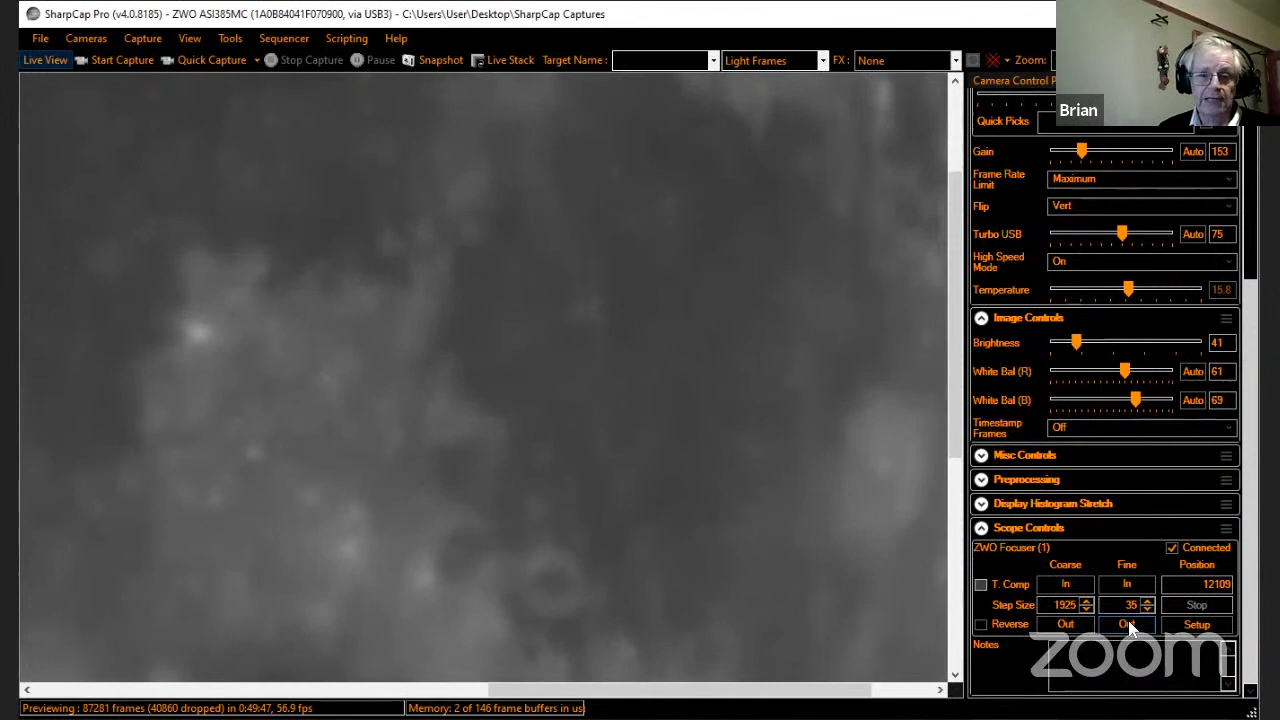 SharpCap Pro (v4.0.8185) - ZWO ASI385MC (1A0B84041F070900, via USB3) - C:\Users\User\Desktop\SharpCap Captures
File Cameras Capture View Tools Sequencer Scripting Help
Live View Start Capture Quick Capture Stop Capture Pause Snapshot Live Stack Target Name : Light Frames FX : None Zoom:
Camera Control P
Brian
Quick Picks
Gain Auto 153
Frame Rate Limit Maximum
Flip Vert
Turbo USB Auto 75
High Speed Mode On
Temperature 15.8
Image Controls
Brightness 41
White Bal (R) Auto 61
White Bal (B) Auto 69
Timestamp Frames Off
Misc Controls
Preprocessing
Display Histogram Stretch
Scope Controls
ZWO Focuser (1) Connected
Coarse Fine Position
T. Comp In In 12109
Step Size 1925 35 Stop
Reverse Out Out Setup
Notes
zoom
Previewing : 87281 frames (40860 dropped) in 0:49:47, 56.9 fps Memory: 2 of 146 frame buffers in us